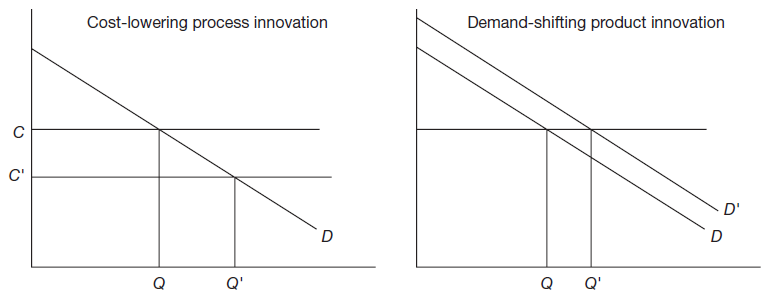 Cost-lowering process innovation
C
C'
D
Q
Q'
Demand-shifting product innovation
D'
D
Q
Q'